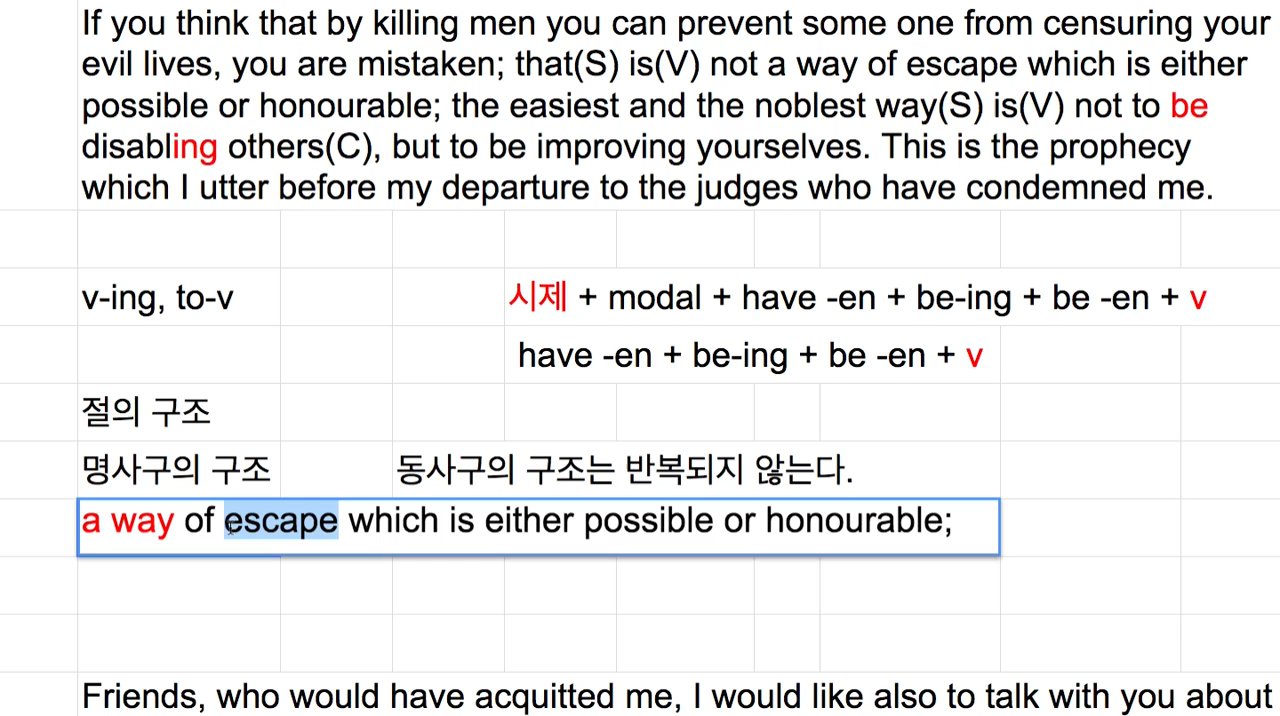 If you think that by killing men you can prevent some one from censuring your
evil lives, you are mistaken; that(S) is(V) not a way of escape which is either
possible or honourable; the easiest and the noblest way(S) is(V) not to be
disabling others(C), but to be improving yourselves. This is the prophecy
which I utter before my departure to the judges who have condemned me.
v-ing, to-v 시제 + modal + have -en + be-ing + be -en + v
have -en + be-ing + be -en + v
절의 구조
명사구의 구조 동사구의 구조는 반복되지 않는다.
a way of escape which is either possible or honourable;
Friends, who would have acquitted me, I would like also to talk with you about